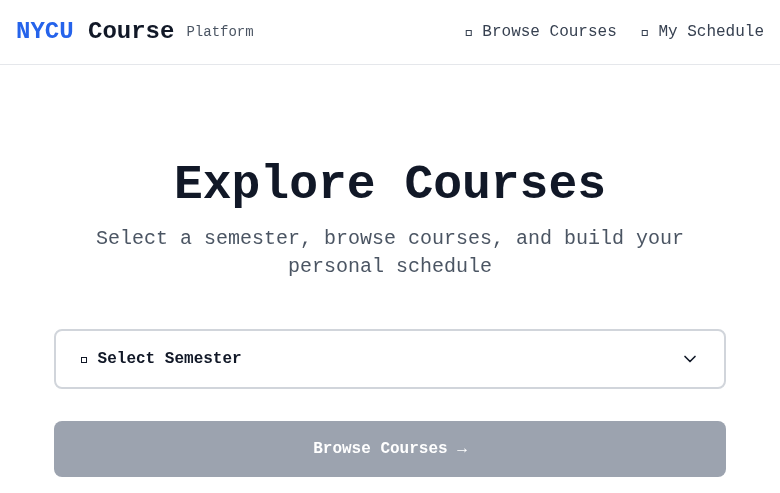 NYCU Course Platform
Browse Courses
My Schedule
Explore Courses
Select a semester, browse courses, and build your
personal schedule
Select Semester
Browse Courses →